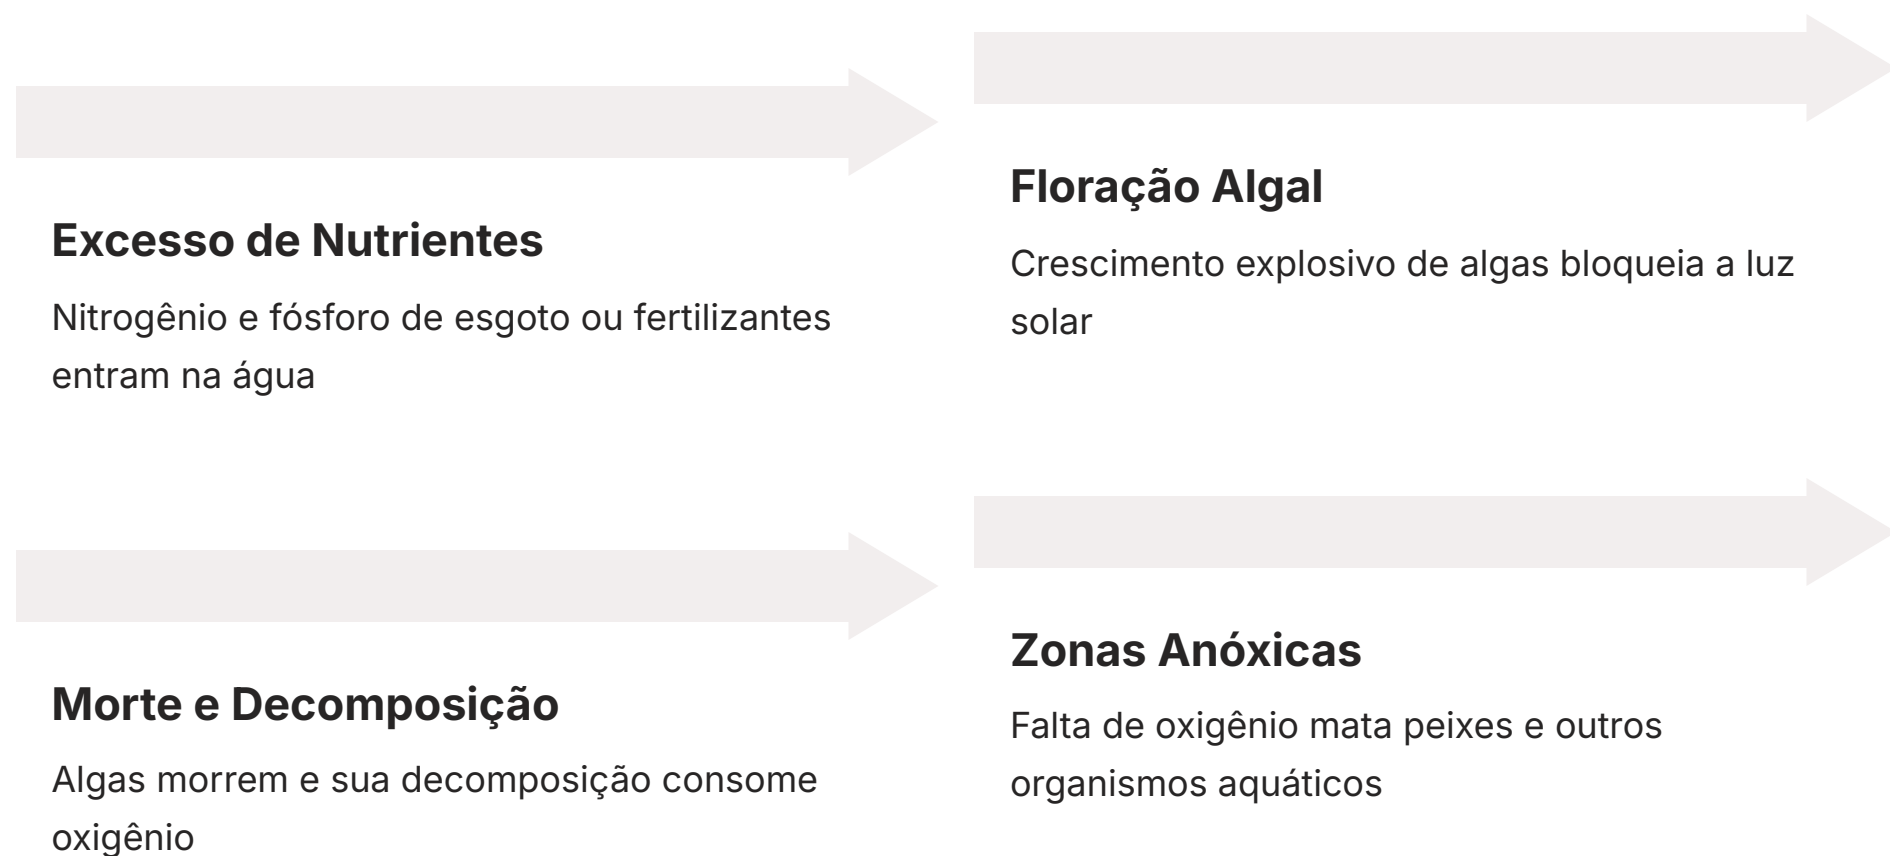 Excesso de Nutrientes
Nitrogênio e fósforo de esgoto ou fertilizantes
entram na água
Floração Algal
Crescimento explosivo de algas bloqueia a luz
solar
Morte e Decomposição
Algas morrem e sua decomposição consome
oxigênio
Zonas Anóxicas
Falta de oxigênio mata peixes e outros
organismos aquáticos